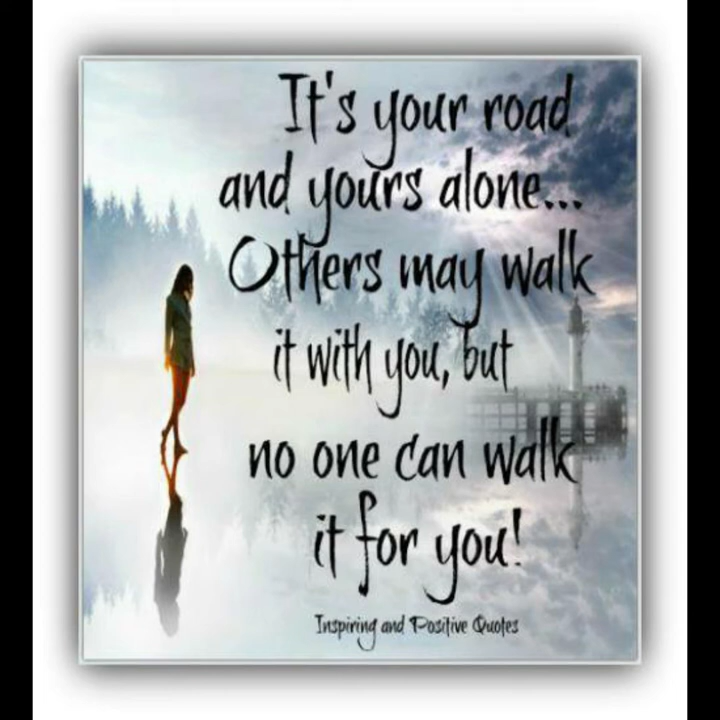 It's your road
and yours alone...
Others may walk
it with you, but
no one can walk
it for you!
Inspiring and Positive Quotes